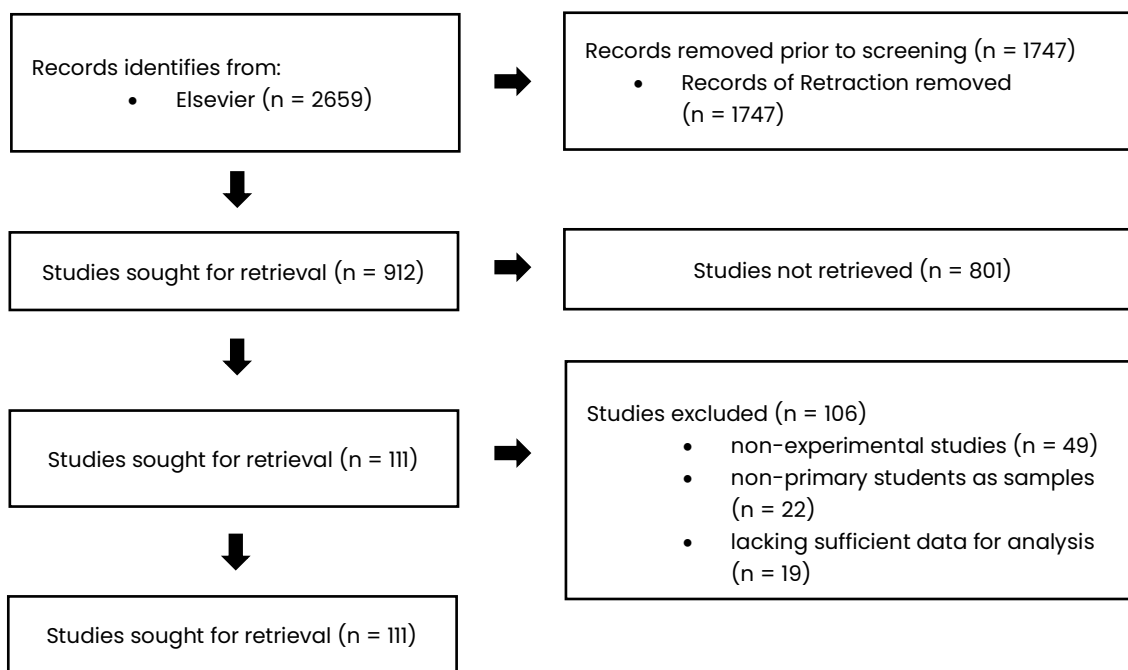 Records identifies from:
• Elsevier (n = 2659)
Records removed prior to screening (n = 1747)
• Records of Retraction removed
(n = 1747)
Studies sought for retrieval (n = 912)
Studies not retrieved (n = 801)
Studies sought for retrieval (n = 111)
Studies excluded (n = 106)
• non-experimental studies (n = 49)
• non-primary students as samples
(n = 22)
• lacking sufficient data for analysis
(n = 19)
Studies sought for retrieval (n = 111)